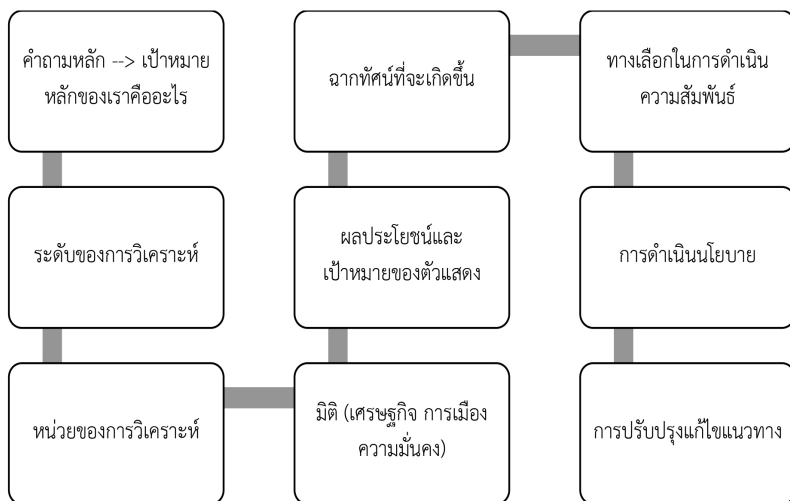 คำถามหลัก --> เป้าหมาย
หลักของเราคืออะไร
ระดับของการวิเคราะห์
หน่วยของการวิเคราะห์
มิติ (เศรษฐกิจ การเมือง
ความมั่นคง)
ผลประโยชน์และ
เป้าหมายของตัวแสดง
ฉากทัศน์ที่จะเกิดขึ้น
ทางเลือกในการดำเนิน
ความสัมพันธ์
การดำเนินนโยบาย
การปรับปรุงแก้ไขแนวทาง